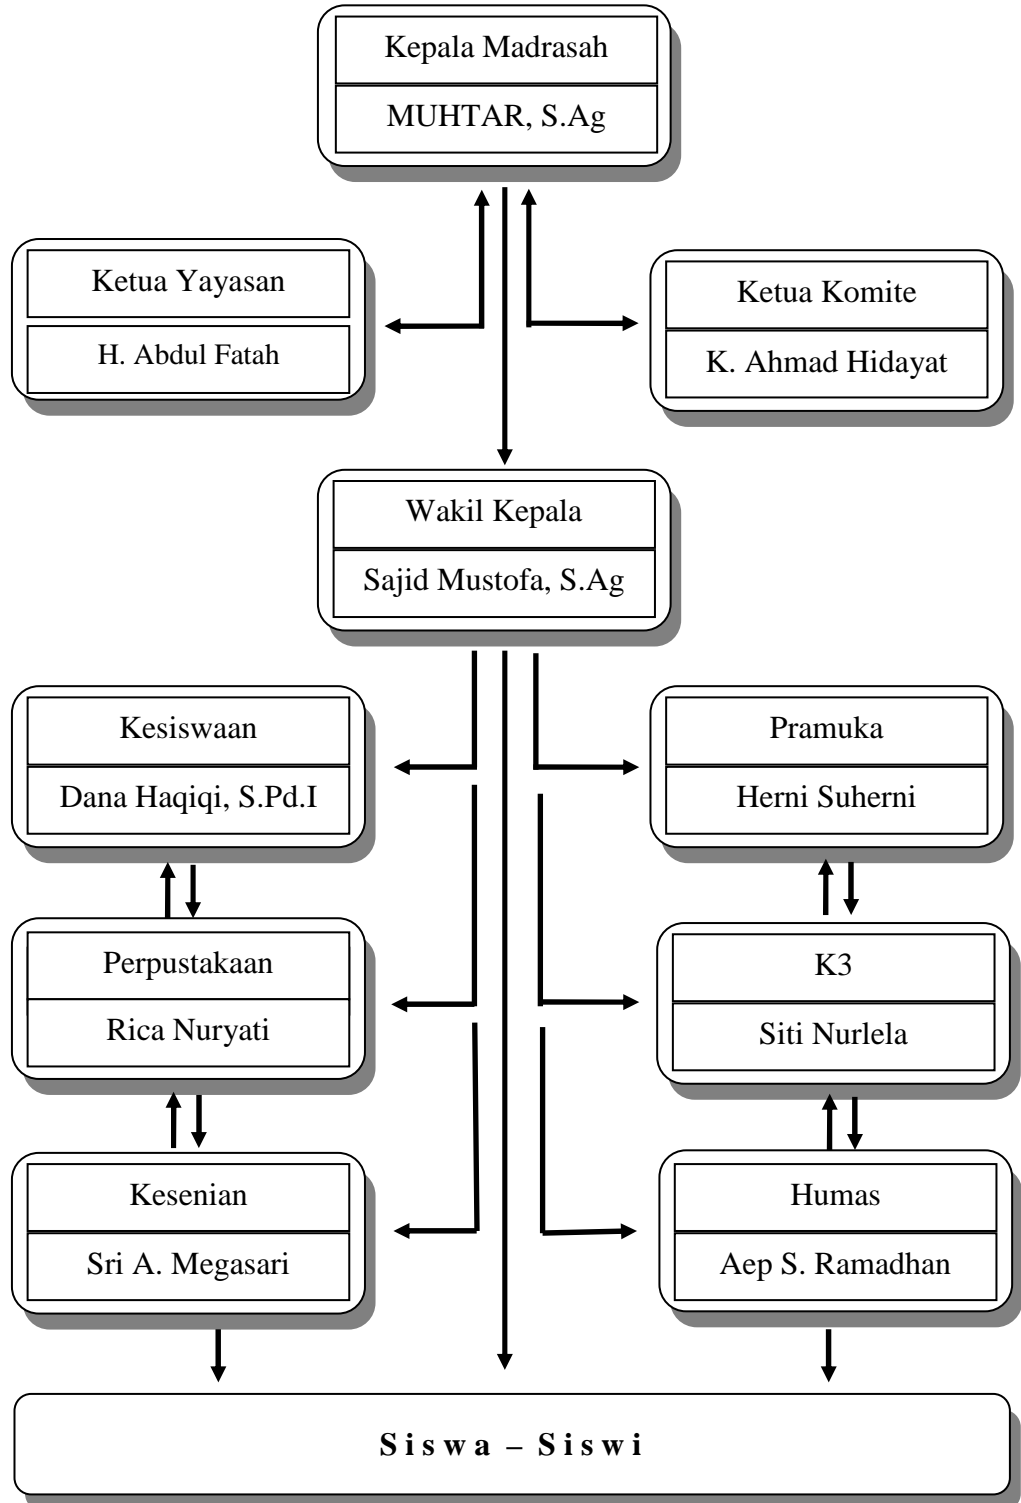 Kepala Madrasah
MUHTAR, S.Ag
Ketua Yayasan
H. Abdul Fatah
Ketua Komite
K. Ahmad Hidayat
Wakil Kepala
Sajid Mustofa, S.Ag
Kesiswaan
Dana Haqiqi, S.Pd.I
Pramuka
Herni Suherni
Perpustakaan
Rica Nuryati
K3
Siti Nurlela
Kesenian
Sri A. Megasari
Humas
Aep S. Ramadhan
S i s w a – S i s w i